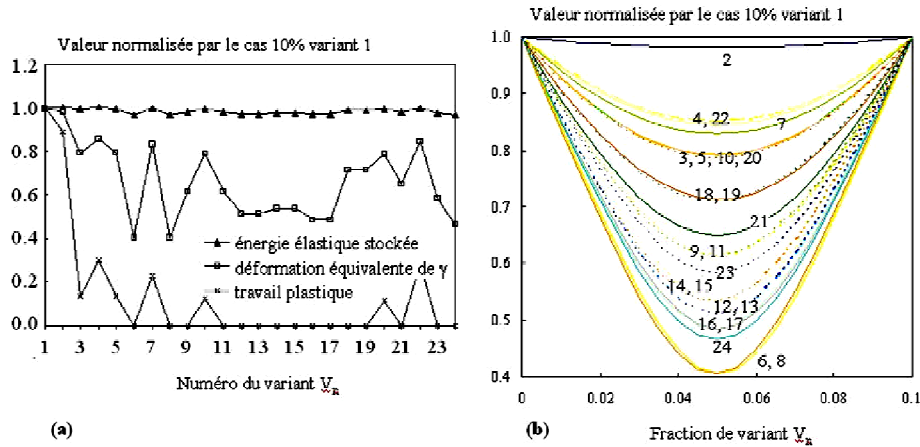 (a)
Valeur normalisée par le cas 10% variant 1
1.2
1.0
0.8
0.6
0.4
0.2
0.0
énergie élastique stockée
déformation équivalente de γ
travail plastique
1 3 5 7 9 11 13 15 17 19 21 23
Numéro du variant V_R
(a)
(b)
Valeur normalisée par le cas 10% variant 1
1.0
0.9
0.8
0.7
0.6
0.5
0.4
2
4, 22
7
3, 5, 10, 20
18, 19
21
9, 11
23
14, 15
12, 13
16, 17
24
6, 8
0 0.02 0.04 0.06 0.08 0.1
(b)
Fraction de variant V_R